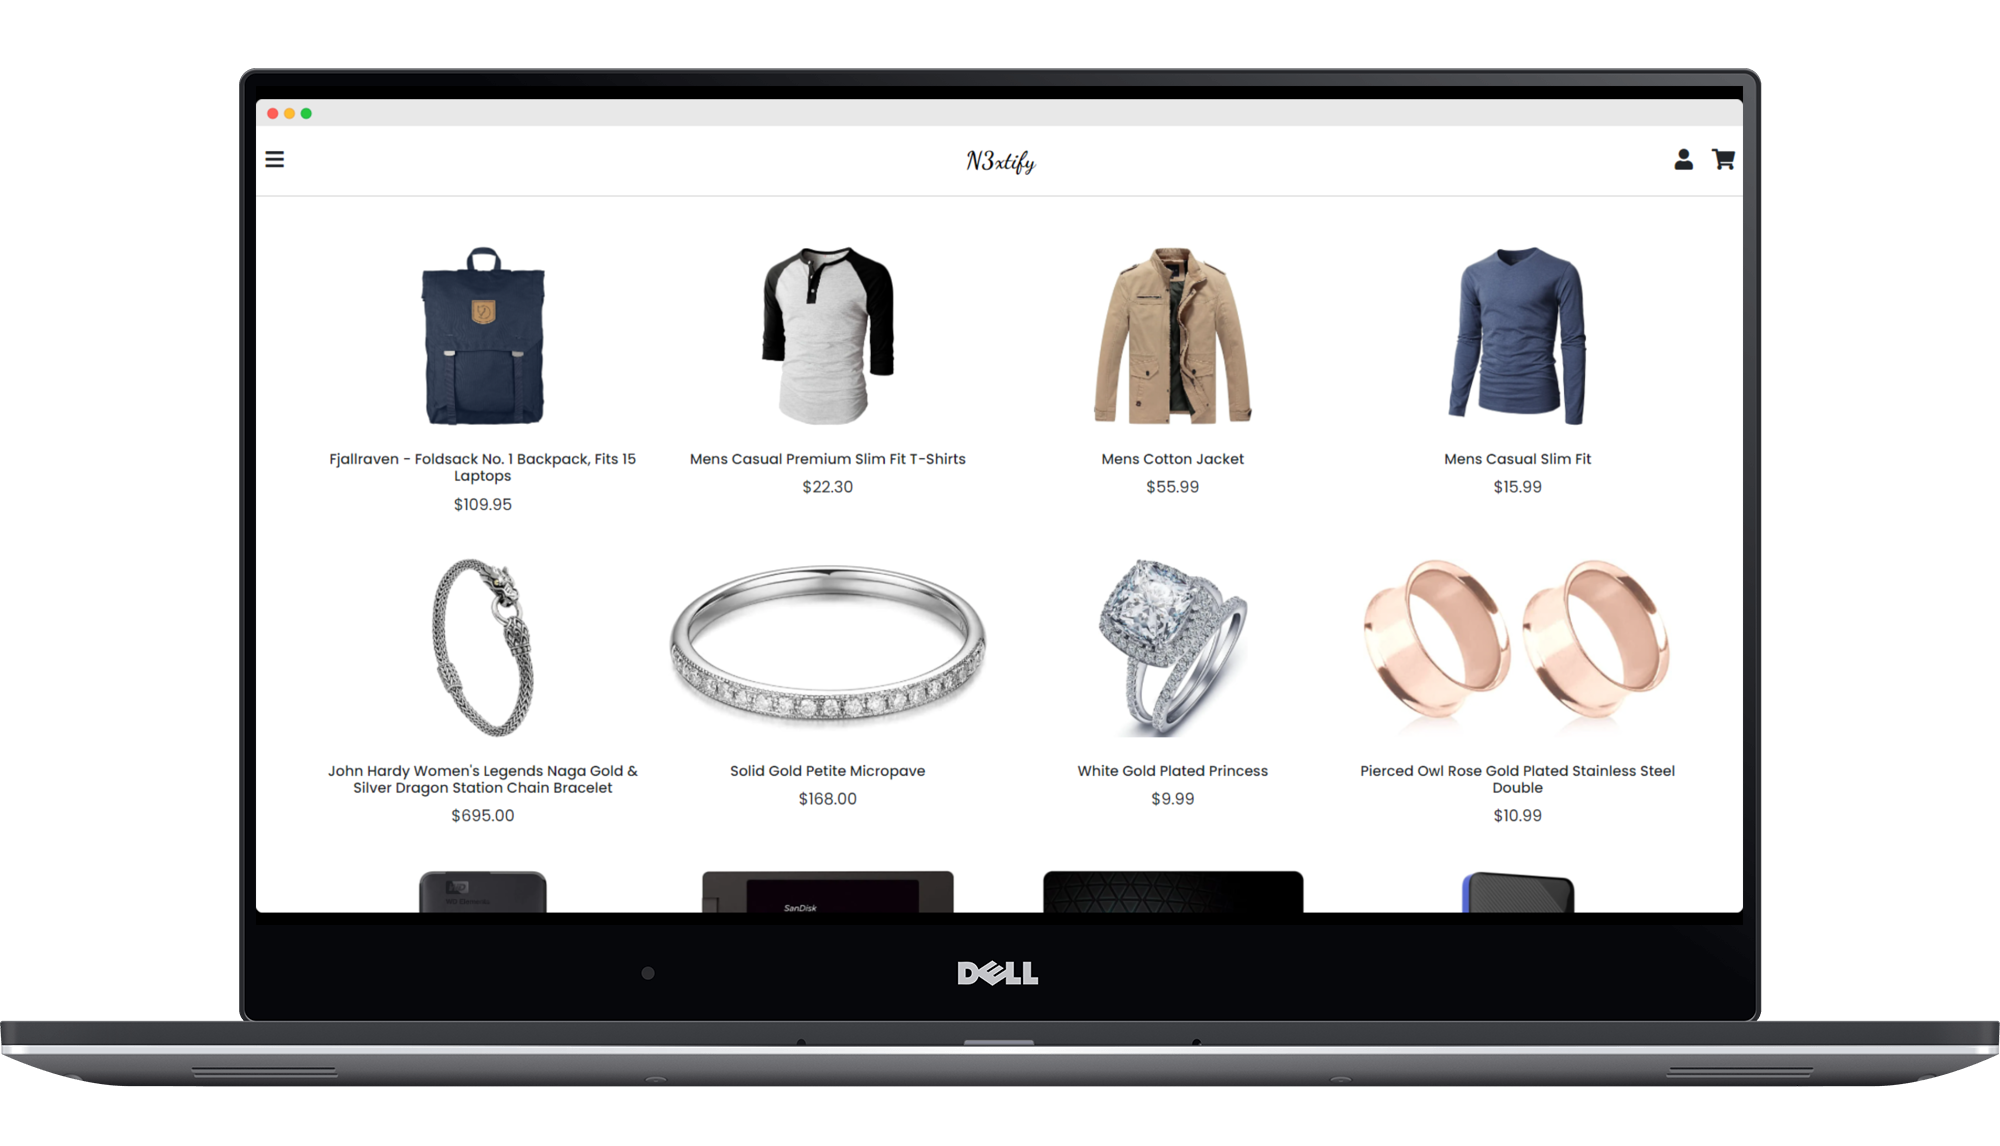 N3xtify
Fjallraven - Foldsack No. 1 Backpack, Fits 15
Laptops
$109.95
Mens Casual Premium Slim Fit T-Shirts
$22.30
Mens Cotton Jacket
$55.99
Mens Casual Slim Fit
$15.99
John Hardy Women's Legends Naga Gold &
Silver Dragon Station Chain Bracelet
$695.00
Solid Gold Petite Micropave
$168.00
White Gold Plated Princess
$9.99
Pierced Owl Rose Gold Plated Stainless Steel
Double
$10.99
WD
WD Elements
SanDisk
DELL